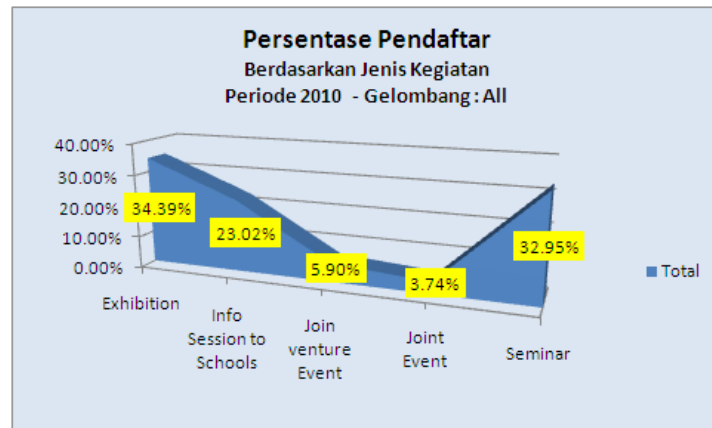 Persentase Pendaftar
Berdasarkan Jenis Kegiatan
Periode 2010 - Gelombang : All
40.00%
30.00%
20.00%
10.00%
0.00%
34.39%
23.02%
5.90%
3.74%
32.95%
Exhibition
Info
Session to
Schools
Join
venture
Event
Joint
Event
Seminar
Total